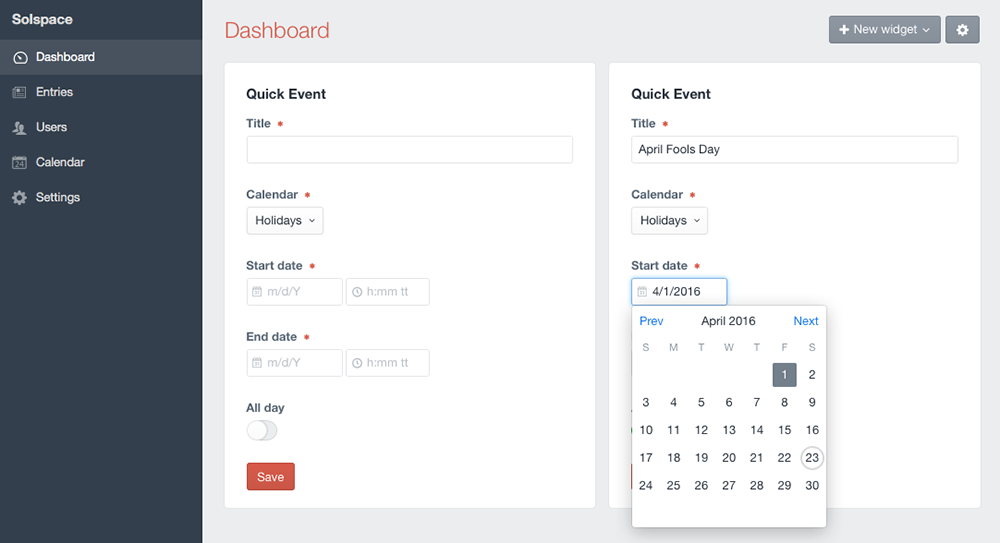 Solspace
Dashboard
Entries
Users
24 Calendar
Settings
Dashboard
+ New widget
Quick Event
Title *
Calendar *
Holidays
Start date *
m/d/Y h:mm tt
End date *
m/d/Y h:mm tt
All day
Save
Quick Event
Title *
April Fools Day
Calendar *
Holidays
Start date *
4/1/2016
Prev April 2016 Next
S M T W T F S
1 2
3 4 5 6 7 8 9
10 11 12 13 14 15 16
17 18 19 20 21 22 23
24 25 26 27 28 29 30